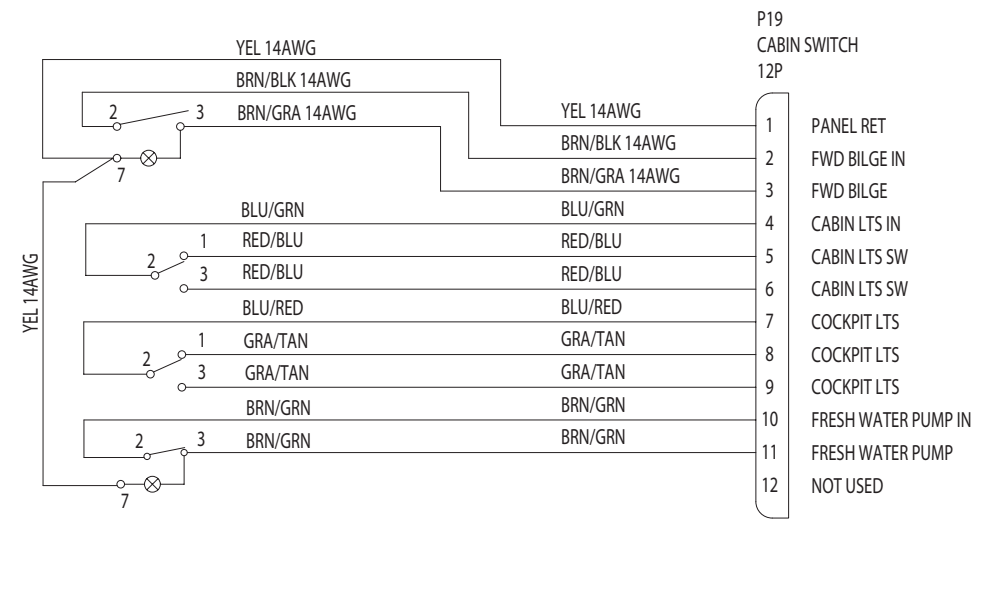 P19
CABIN SWITCH
12P
YEL 14AWG
BRN/BLK 14AWG
2 3 BRN/GRA 14AWG
7
YEL 14AWG
YEL 14AWG 1 PANEL RET
BRN/BLK 14AWG 2 FWD BILGE IN
BRN/GRA 14AWG 3 FWD BILGE
BLU/GRN BLU/GRN 4 CABIN LTS IN
1 RED/BLU RED/BLU 5 CABIN LTS SW
2
3 RED/BLU RED/BLU 6 CABIN LTS SW
BLU/RED BLU/RED 7 COCKPIT LTS
1 GRA/TAN GRA/TAN 8 COCKPIT LTS
2
3 GRA/TAN GRA/TAN 9 COCKPIT LTS
BRN/GRN BRN/GRN 10 FRESH WATER PUMP IN
2 3 BRN/GRN BRN/GRN 11 FRESH WATER PUMP
7
12 NOT USED